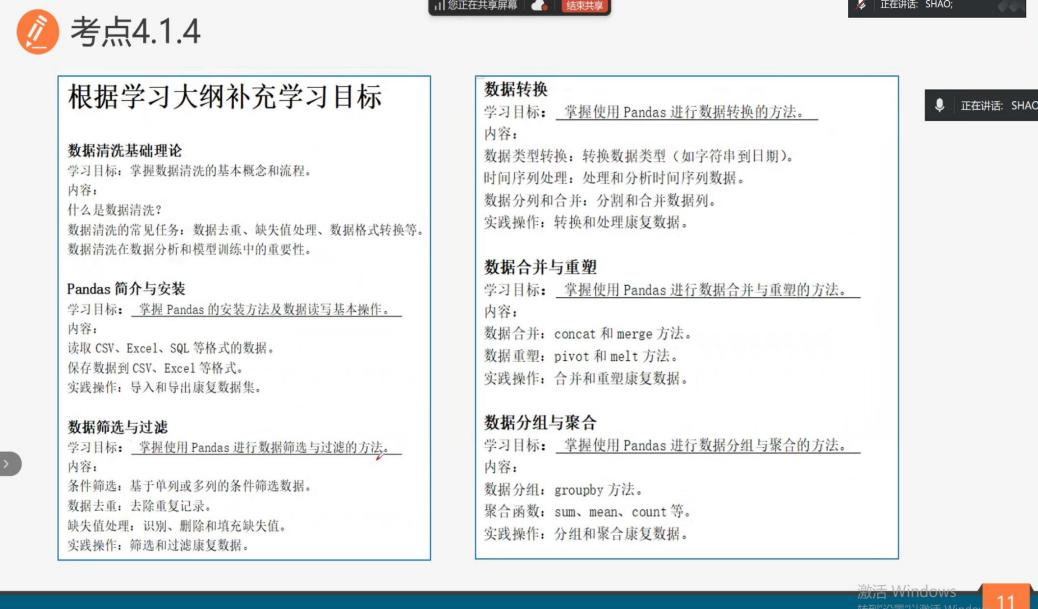 您正在共享屏幕
结束共享
正在讲话: SHAO;
考点4.1.4
根据学习大纲补充学习目标
数据清洗基础理论
学习目标：掌握数据清洗的基本概念和流程。
内容：
什么是数据清洗？
数据清洗的常见任务：数据去重、缺失值处理、数据格式转换等。
数据清洗在数据分析和模型训练中的重要性。
Pandas 简介与安装
学习目标： 掌握 Pandas 的安装方法及数据读写基本操作。
内容：
读取 CSV、Excel、SQL 等格式的数据。
保存数据到 CSV、Excel 等格式。
实践操作：导入和导出康复数据集。
数据筛选与过滤
学习目标： 掌握使用 Pandas 进行数据筛选与过滤的方法。
内容：
条件筛选：基于单列或多列的条件筛选数据。
数据去重：去除重复记录。
缺失值处理：识别、删除和填充缺失值。
实践操作：筛选和过滤康复数据。
数据转换
学习目标： 掌握使用 Pandas 进行数据转换的方法。
内容：
数据类型转换：转换数据类型（如字符串到日期）。
时间序列处理：处理和分析时间序列数据。
数据分列和合并：分割和合并数据列。
实践操作：转换和处理康复数据。
数据合并与重塑
学习目标： 掌握使用 Pandas 进行数据合并与重塑的方法。
内容：
数据合并：concat 和 merge 方法。
数据重塑：pivot 和 melt 方法。
实践操作：合并和重塑康复数据。
数据分组与聚合
学习目标： 掌握使用 Pandas 进行数据分组与聚合的方法。
内容：
数据分组：groupby 方法。
聚合函数：sum、mean、count 等。
实践操作：分组和聚合康复数据。
正在讲话: SHAO
激活 Windows
11